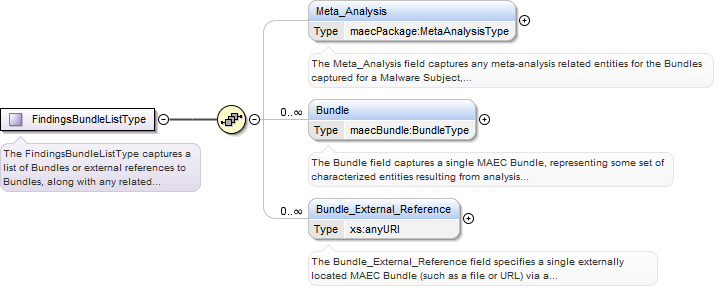 Meta_Analysis
Type maecPackage:MetaAnalysisType
The Meta_Analysis field captures any meta-analysis related entities for the Bundles
captured for a Malware Subject,...
FindingsBundleListType
The FindingsBundleListType captures a
list of Bundles or external references to
Bundles, along with any related...
0..∞
Bundle
Type maecBundle:BundleType
The Bundle field captures a single MAEC Bundle, representing some set of
characterized entities resulting from analysis...
0..∞
Bundle_External_Reference
Type xs:anyURI
The Bundle_External_Reference field specifies a single externally
located MAEC Bundle (such as a file or URL) via a...